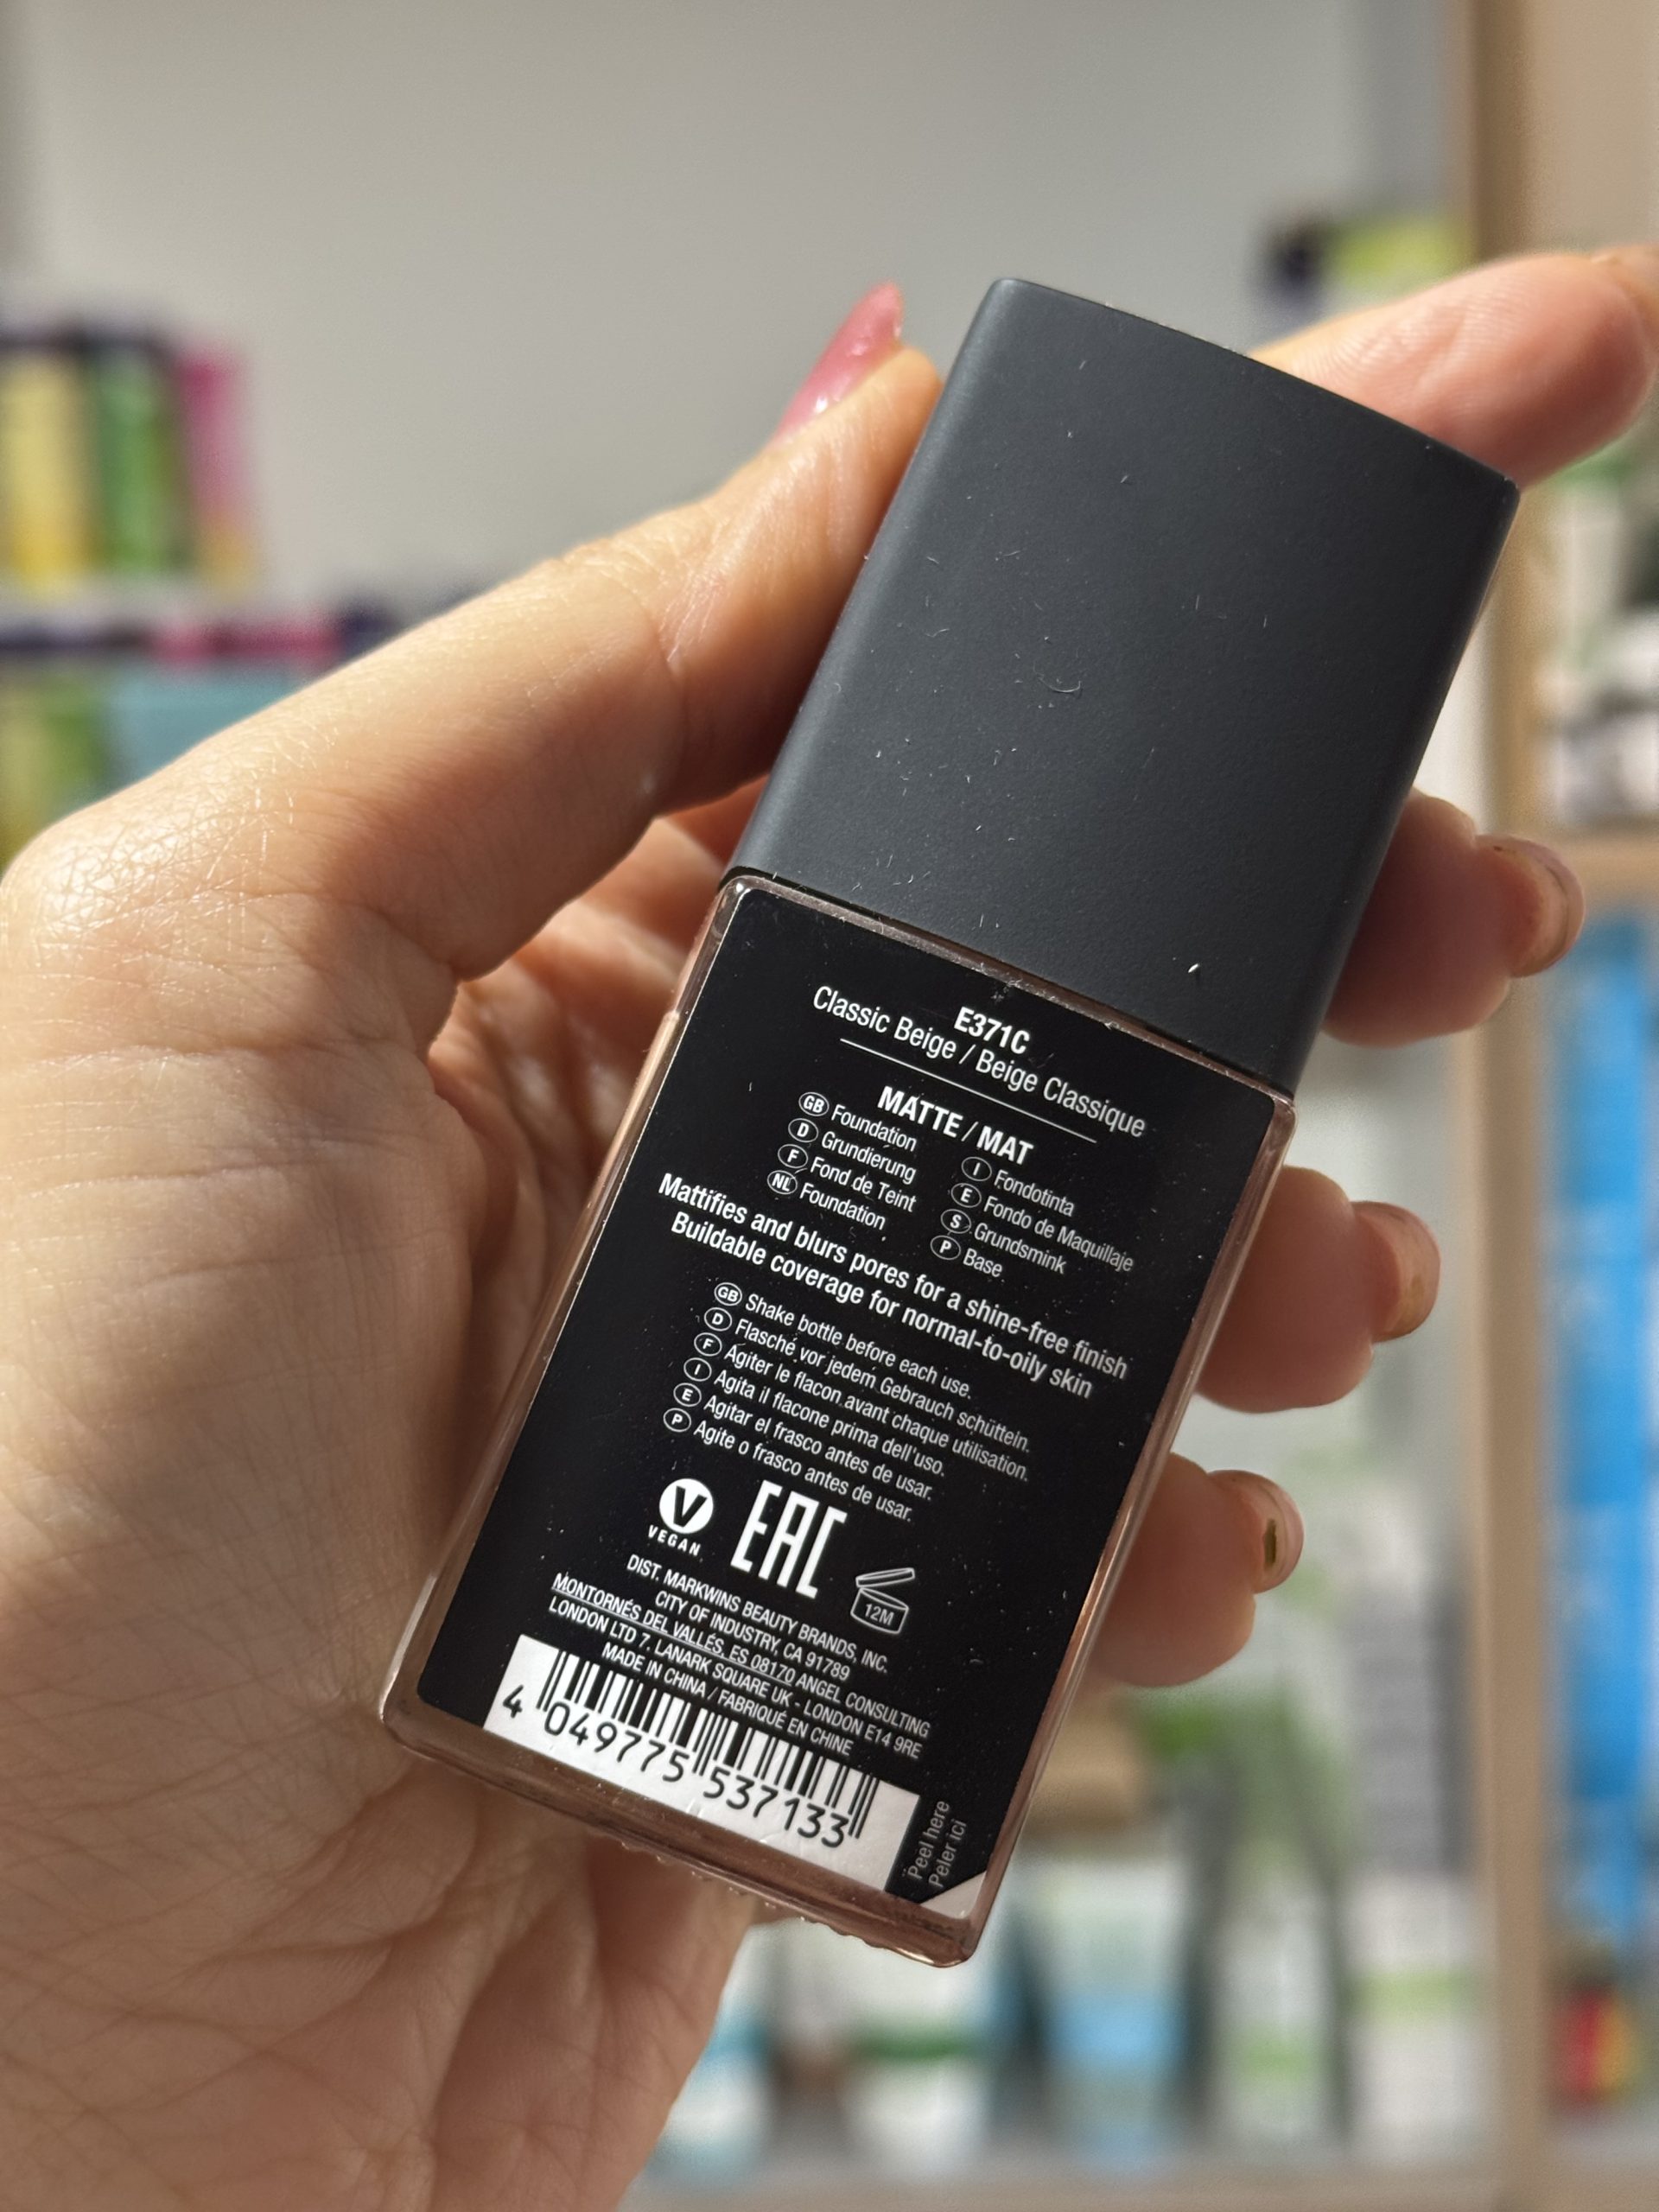 E371C
Classic Beige / Beige Classique
MATTE / MAT
GB Foundation
D Grundierung
F Fond de Teint
NL Foundation
I Fondotinta
E Fondo de Maquillaje
S Grundsmink
P Base
Mattifies and blurs pores for a shine-free finish
Buildable coverage for normal-to-oily skin
GB Shake bottle before each use.
D Flasche vor jedem Gebrauch schütteln.
F Agiter le flacon avant chaque utilisation.
I Agita il flacone prima dell'uso.
E Agitar el frasco antes de usar.
P Agite o frasco antes de usar.
V
VEGAN
EAC
12M
DIST. MARKWINS BEAUTY BRANDS, INC.
CITY OF INDUSTRY, CA 91789
MONTORNÉS DEL VALLÉS, ES 08170 ANGEL CONSULTING
LONDON LTD 7, LANARK SQUARE UK - LONDON E14 9RE
MADE IN CHINA / FABRIQUÉ EN CHINE
4 049775 537133
Peel here
Peler ici